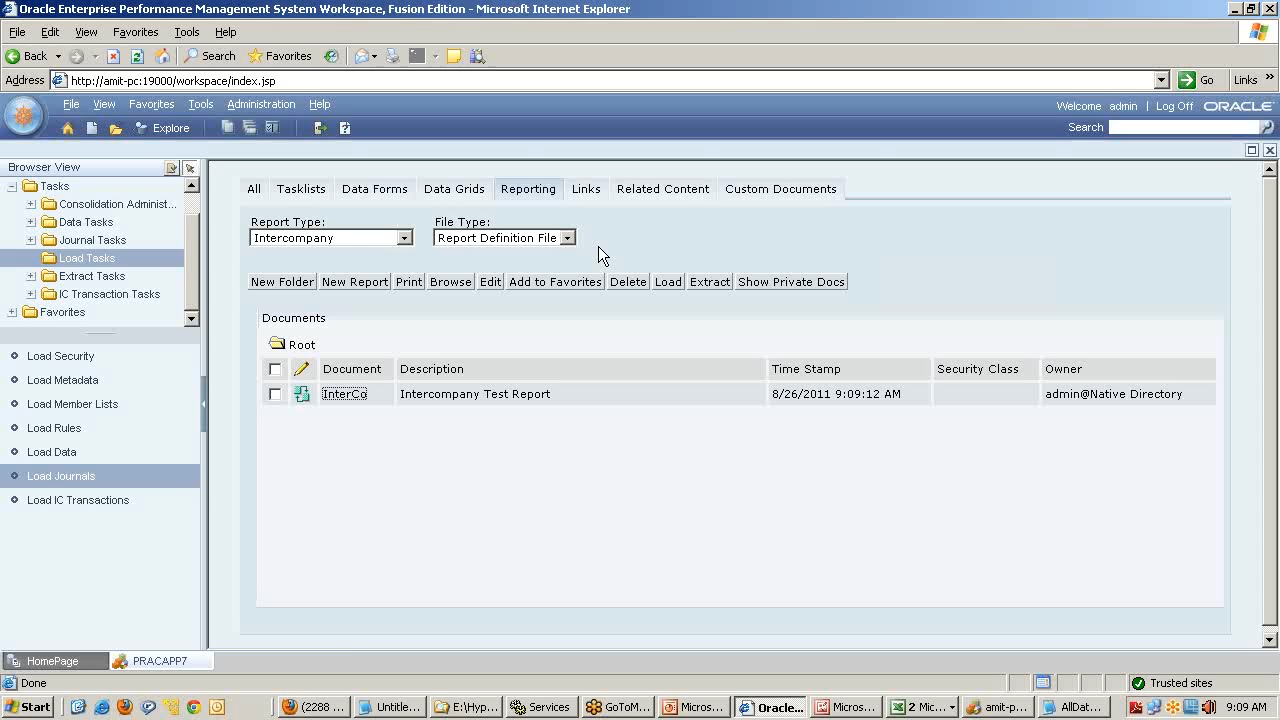 Oracle Enterprise Performance Management System Workspace, Fusion Edition - Microsoft Internet Explorer
File Edit View Favorites Tools Help
Back Search Favorites
Address http://amit-pc:19000/workspace/index.jsp Go Links »
File View Favorites Tools Administration Help Welcome admin | Log Off ORACLE
Explore Search
Browser View
Tasks
Consolidation Administ...
Data Tasks
Journal Tasks
Load Tasks
Extract Tasks
IC Transaction Tasks
Favorites
Load Security
Load Metadata
Load Member Lists
Load Rules
Load Data
Load Journals
Load IC Transactions
All Tasklists Data Forms Data Grids Reporting Links Related Content Custom Documents
Report Type: File Type:
Intercompany Report Definition File
New Folder New Report Print Browse Edit Add to Favorites Delete Load Extract Show Private Docs
Documents
Root
Document Description Time Stamp Security Class Owner
InterCo Intercompany Test Report 8/26/2011 9:09:12 AM admin@Native Directory
HomePage PRACAPP7
Done Trusted sites
Start (2288 ... Untitle... E:\Hyp... Services GoToM... Micros... Oracle... Micros... 2 Mic... amit-p... AllDat... 9:09 AM